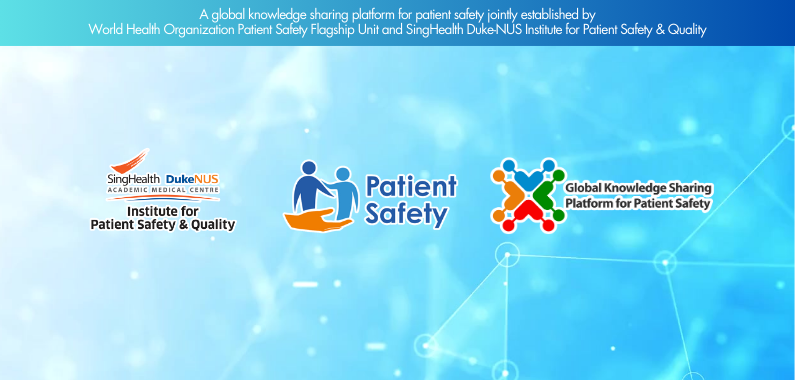 A global knowledge sharing platform for patient safety jointly established by
World Health Organization Patient Safety Flagship Unit and SingHealth Duke-NUS Institute for Patient Safety & Quality
SingHealth DukeNUS
ACADEMIC MEDICAL CENTRE
Institute for
Patient Safety & Quality
Patient
Safety
Global Knowledge Sharing
Platform for Patient Safety